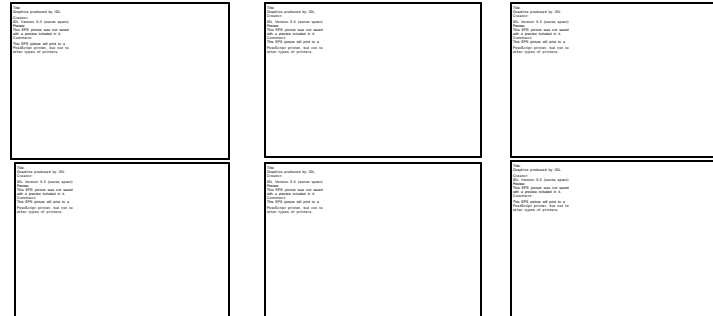 Title:
Graphics produced by IDL
Creator:
IDL Version 5.3 (sunos sparc)
Preview:
This EPS picture was not saved
with a preview included in it.
Comment:
This EPS picture will print to a
PostScript printer, but not to
other types of printers.
Title:
Graphics produced by IDL
Creator:
IDL Version 5.3 (sunos sparc)
Preview:
This EPS picture was not saved
with a preview included in it.
Comment:
This EPS picture will print to a
PostScript printer, but not to
other types of printers.
Title:
Graphics produced by IDL
Creator:
IDL Version 5.3 (sunos sparc)
Preview:
This EPS picture was not saved
with a preview included in it.
Comment:
This EPS picture will print to a
PostScript printer, but not to
other types of printers.
Title:
Graphics produced by IDL
Creator:
IDL Version 5.3 (sunos sparc)
Preview:
This EPS picture was not saved
with a preview included in it.
Comment:
This EPS picture will print to a
PostScript printer, but not to
other types of printers.
Title:
Graphics produced by IDL
Creator:
IDL Version 5.3 (sunos sparc)
Preview:
This EPS picture was not saved
with a preview included in it.
Comment:
This EPS picture will print to a
PostScript printer, but not to
other types of printers.
Title:
Graphics produced by IDL
Creator:
IDL Version 5.3 (sunos sparc)
Preview:
This EPS picture was not saved
with a preview included in it.
Comment:
This EPS picture will print to a
PostScript printer, but not to
other types of printers.